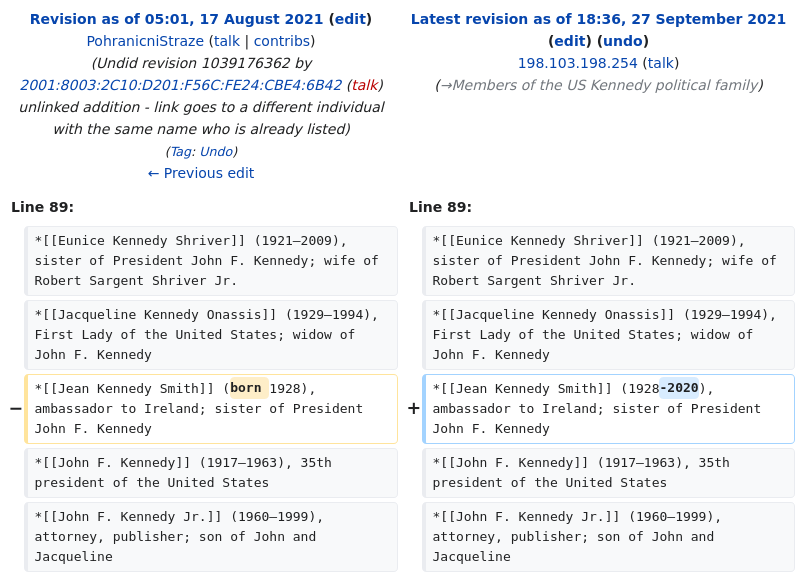 Revision as of 05:01, 17 August 2021 (edit)
PohranicniStraze (talk | contribs)
(Undid revision 1039176362 by
2001:8003:2C10:D201:F56C:FE24:CBE4:6B42 (talk)
unlinked addition - link goes to a different individual
with the same name who is already listed)
(Tag: Undo)
← Previous edit
Latest revision as of 18:36, 27 September 2021
(edit) (undo)
198.103.198.254 (talk)
(→Members of the US Kennedy political family)
Line 89:
*[[Eunice Kennedy Shriver]] (1921–2009),
sister of President John F. Kennedy; wife of
Robert Sargent Shriver Jr.
*[[Jacqueline Kennedy Onassis]] (1929–1994),
First Lady of the United States; widow of
John F. Kennedy
− *[[Jean Kennedy Smith]] (born 1928),
ambassador to Ireland; sister of President
John F. Kennedy
*[[John F. Kennedy]] (1917–1963), 35th
president of the United States
*[[John F. Kennedy Jr.]] (1960–1999),
attorney, publisher; son of John and
Jacqueline
Line 89:
*[[Eunice Kennedy Shriver]] (1921–2009),
sister of President John F. Kennedy; wife of
Robert Sargent Shriver Jr.
*[[Jacqueline Kennedy Onassis]] (1929–1994),
First Lady of the United States; widow of
John F. Kennedy
+ *[[Jean Kennedy Smith]] (1928-2020),
ambassador to Ireland; sister of President
John F. Kennedy
*[[John F. Kennedy]] (1917–1963), 35th
president of the United States
*[[John F. Kennedy Jr.]] (1960–1999),
attorney, publisher; son of John and
Jacqueline